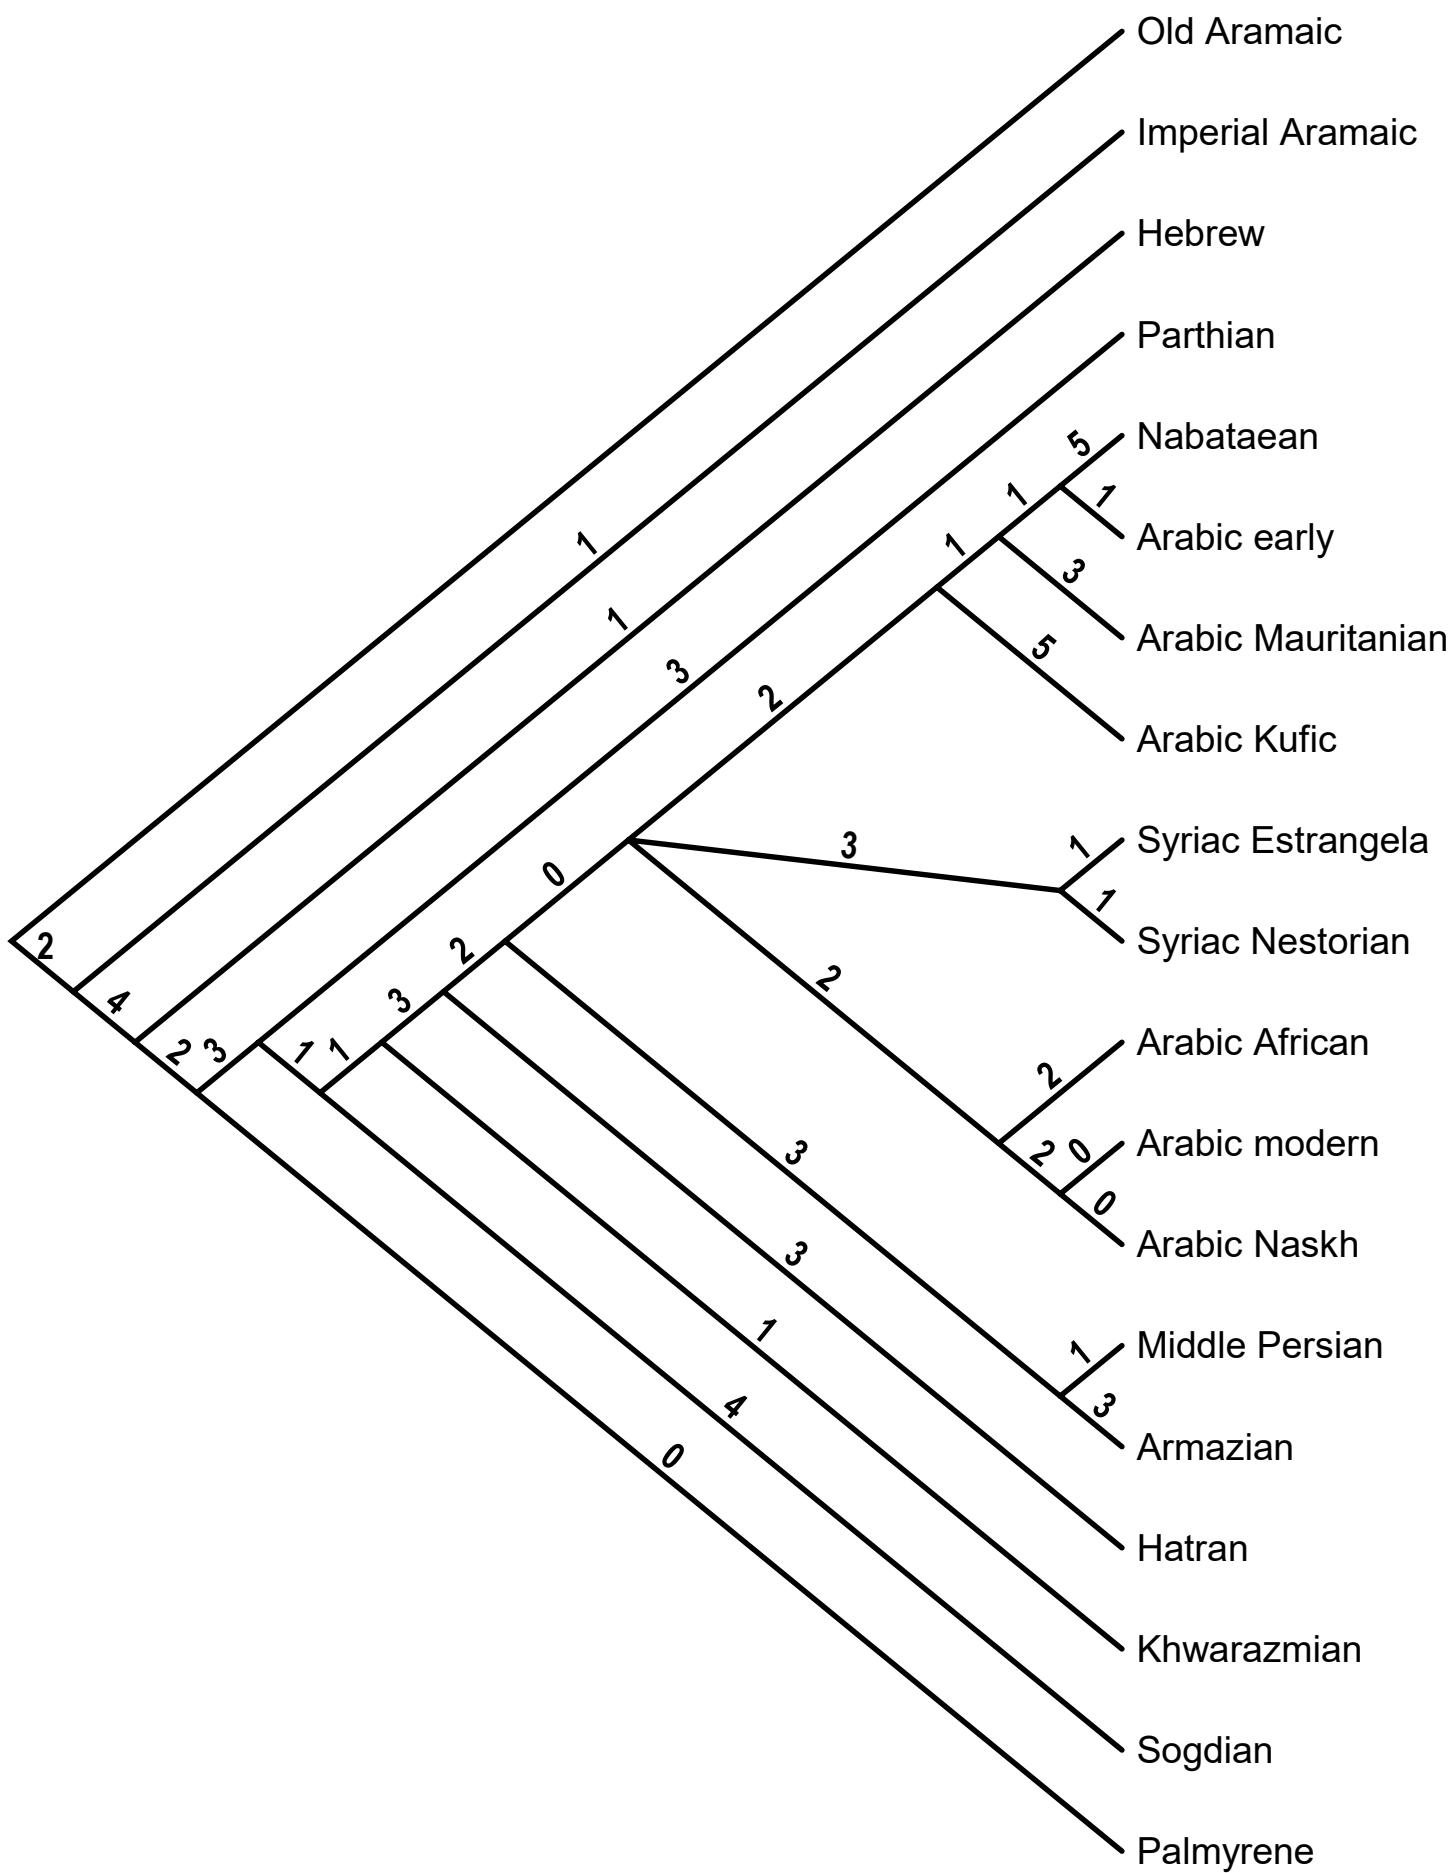 Old Aramaic
Imperial Aramaic
Hebrew
Parthian
5 Nabataean
1 1
1 Arabic early
1 3
1 Arabic Mauritanian
3 5
2 Arabic Kufic
3 1 Syriac Estrangela
0 1
2 2 Syriac Nestorian
4 3 2
2 3 1 1 2 Arabic African
3 2 0 Arabic modern
0
3 Arabic Naskh
1 1 Middle Persian
4 3
0 Armazian
Hatran
Khwarazmian
Sogdian
Palmyrene